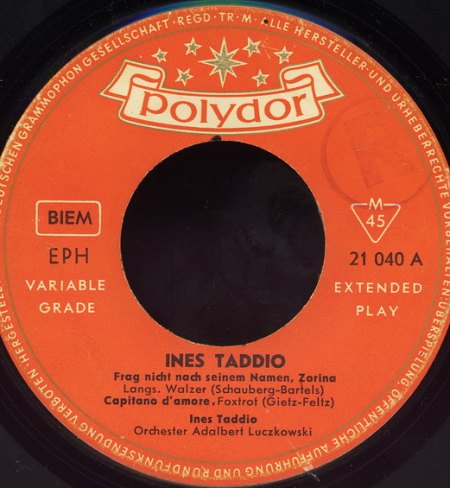 DEUTSCHEN GRAMMOPHON GESELLSCHAFT-REGD·TR·M·ALLE HERSTELLER-UND URHEBERRECHTE VORBEHALTEN-ÜBERSPIELUNG-ÖFFENTLICHE AUFFÜHRUNG UND RUNDFUNKSENDUNG VERBOTEN·HERGESTELLT
Polydor
K
BIEM
M
45
EPH
21 040 A
VARIABLE
GRADE
EXTENDED
PLAY
INES TADDIO
Frag nicht nach seinem Namen, Zorina
Langs. Walzer (Schauberg-Bartels)
Capitano d'amore, Foxtrot (Gietz-Feltz)
Ines Taddio
Orchester Adalbert Luczkowski